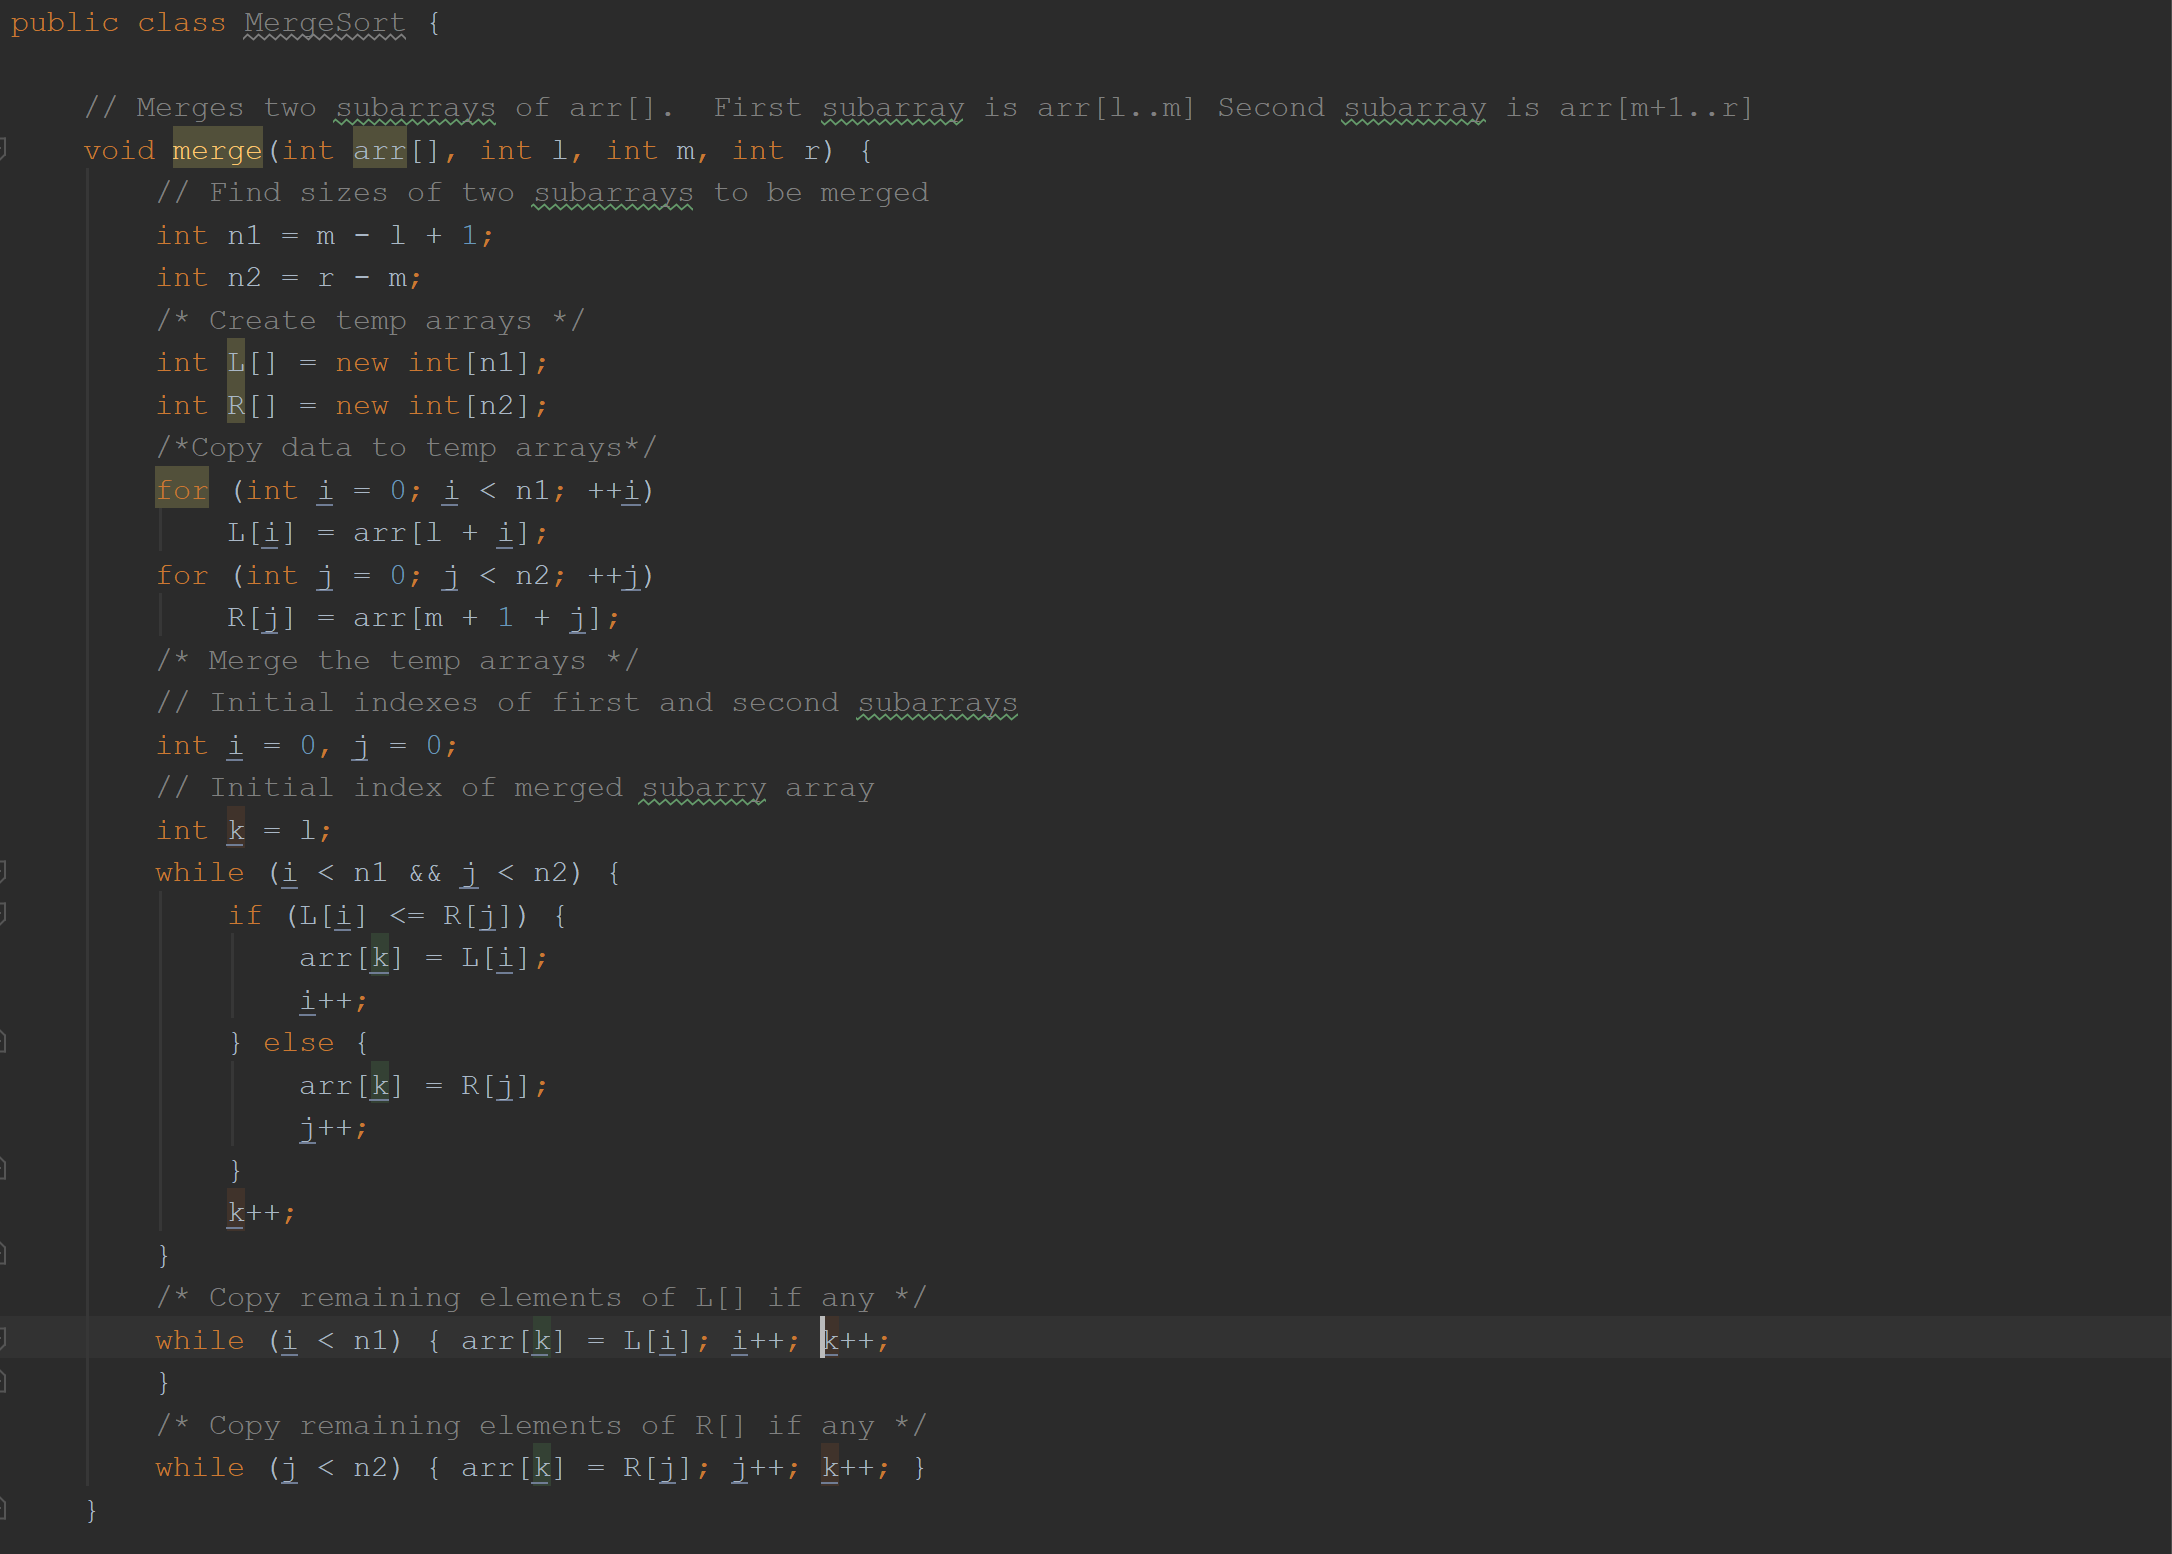 public class MergeSort {
// Merges two subarrays of arr[].  First subarray is arr[l..m] Second subarray is arr[m+1..r]
void merge(int arr[], int l, int m, int r) {
// Find sizes of two subarrays to be merged
int n1 = m - l + 1;
int n2 = r - m;
/* Create temp arrays */
int L[] = new int[n1];
int R[] = new int[n2];
/*Copy data to temp arrays*/
for (int i = 0; i < n1; ++i)
L[i] = arr[l + i];
for (int j = 0; j < n2; ++j)
R[j] = arr[m + 1 + j];
/* Merge the temp arrays */
// Initial indexes of first and second subarrays
int i = 0, j = 0;
// Initial index of merged subarry array
int k = l;
while (i < n1 && j < n2) {
if (L[i] <= R[j]) {
arr[k] = L[i];
i++;
} else {
arr[k] = R[j];
j++;
}
k++;
}
/* Copy remaining elements of L[] if any */
while (i < n1) { arr[k] = L[i]; i++; k++;
}
/* Copy remaining elements of R[] if any */
while (j < n2) { arr[k] = R[j]; j++; k++; }
}